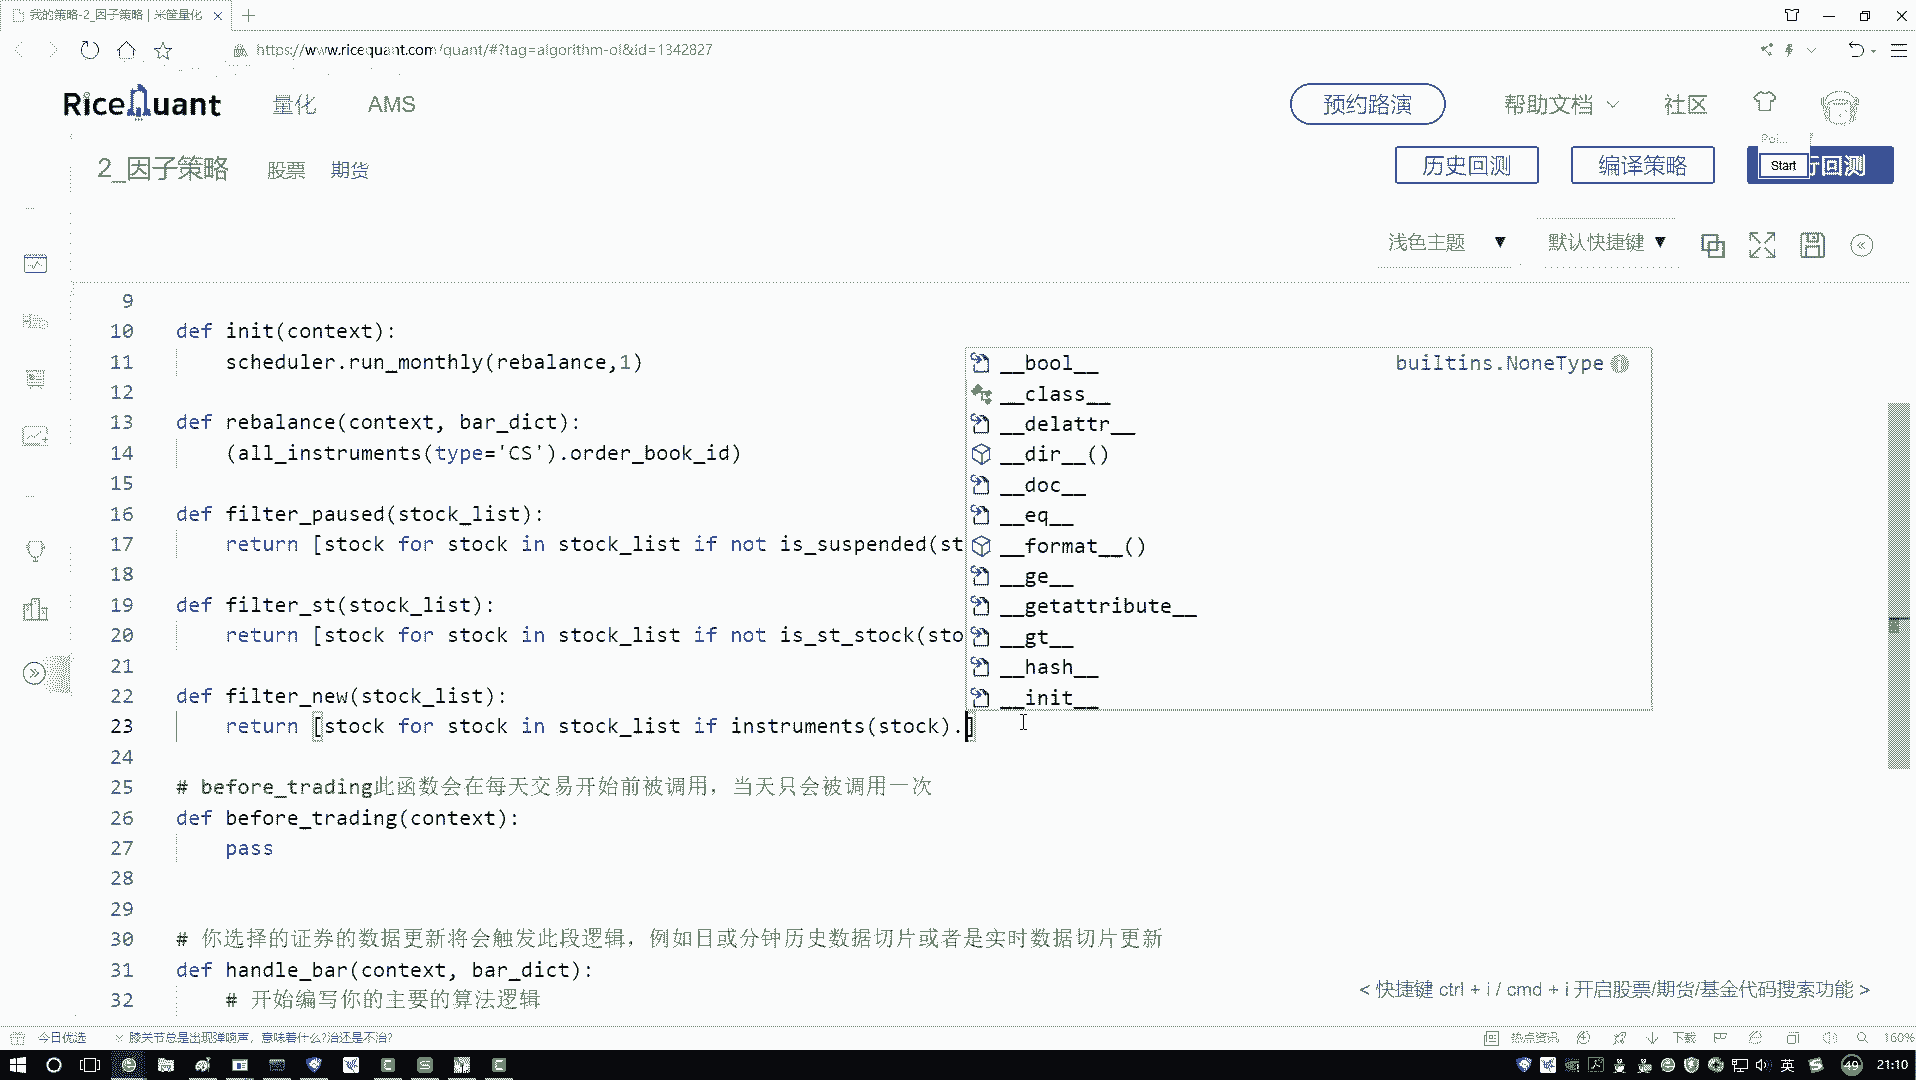 我的策略-2_因子策略 | 米筐量化
https://www.ricequant.com/quant/#?tag=algorithm-ol&id=1342827
RiceQuant 量化 AMS 预约路演 帮助文档 社区
Poi...
2_因子策略 股票 期货 历史回测 编译策略 Start 行回测
浅色主题 ▼ 默认快捷键 ▼
9
10 def init(context):
11 scheduler.run_monthly(rebalance,1)
12
13 def rebalance(context, bar_dict):
14 (all_instruments(type='CS').order_book_id)
15
16 def filter_paused(stock_list):
17 return [stock for stock in stock_list if not is_suspended(st
18
19 def filter_st(stock_list):
20 return [stock for stock in stock_list if not is_st_stock(sto
21
22 def filter_new(stock_list):
23 return [stock for stock in stock_list if instruments(stock).]
24
25 # before_trading此函数会在每天交易开始前被调用，当天只会被调用一次
26 def before_trading(context):
27 pass
28
29
30 # 你选择的证券的数据更新将会触发此段逻辑，例如日或分钟历史数据切片或者是实时数据切片更新
31 def handle_bar(context, bar_dict):
32 # 开始编写你的主要的算法逻辑
__bool__ builtins.NoneType
__class__
__delattr__
__dir__()
__doc__
__eq__
__format__()
__ge__
__getattribute__
__gt__
__hash__
__init__
< 快捷键 ctrl + i / cmd + i 开启股票/期货/基金代码搜索功能 >
今日优选 膝关节总是出现弹响声，意味着什么?治还是不治? 热点资讯 下载 160%
英 49 21:10